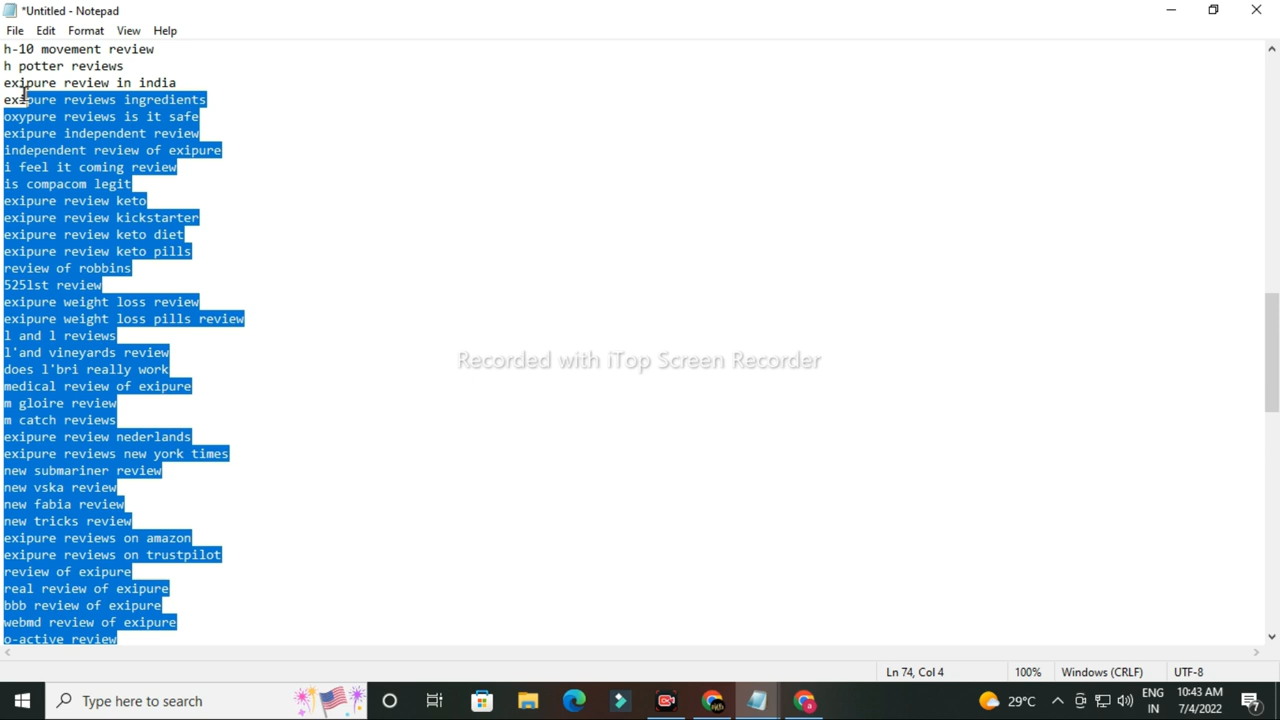 *Untitled - Notepad
File Edit Format View Help
h-10 movement review
h potter reviews
exipure review in india
exipure reviews ingredients
oxypure reviews is it safe
exipure independent review
independent review of exipure
i feel it coming review
is compacom legit
exipure review keto
exipure review kickstarter
exipure review keto diet
exipure review keto pills
review of robbins
525lst review
exipure weight loss review
exipure weight loss pills review
l and l reviews
l'and vineyards review
does l'bri really work
medical review of exipure
m gloire review
m catch reviews
exipure review nederlands
exipure reviews new york times
new submariner review
new vska review
new fabia review
new tricks review
exipure reviews on amazon
exipure reviews on trustpilot
review of exipure
real review of exipure
bbb review of exipure
webmd review of exipure
o-active review
Recorded with iTop Screen Recorder
Ln 74, Col 4 100% Windows (CRLF) UTF-8
Type here to search 29°C ENG IN 10:43 AM 7/4/2022 7